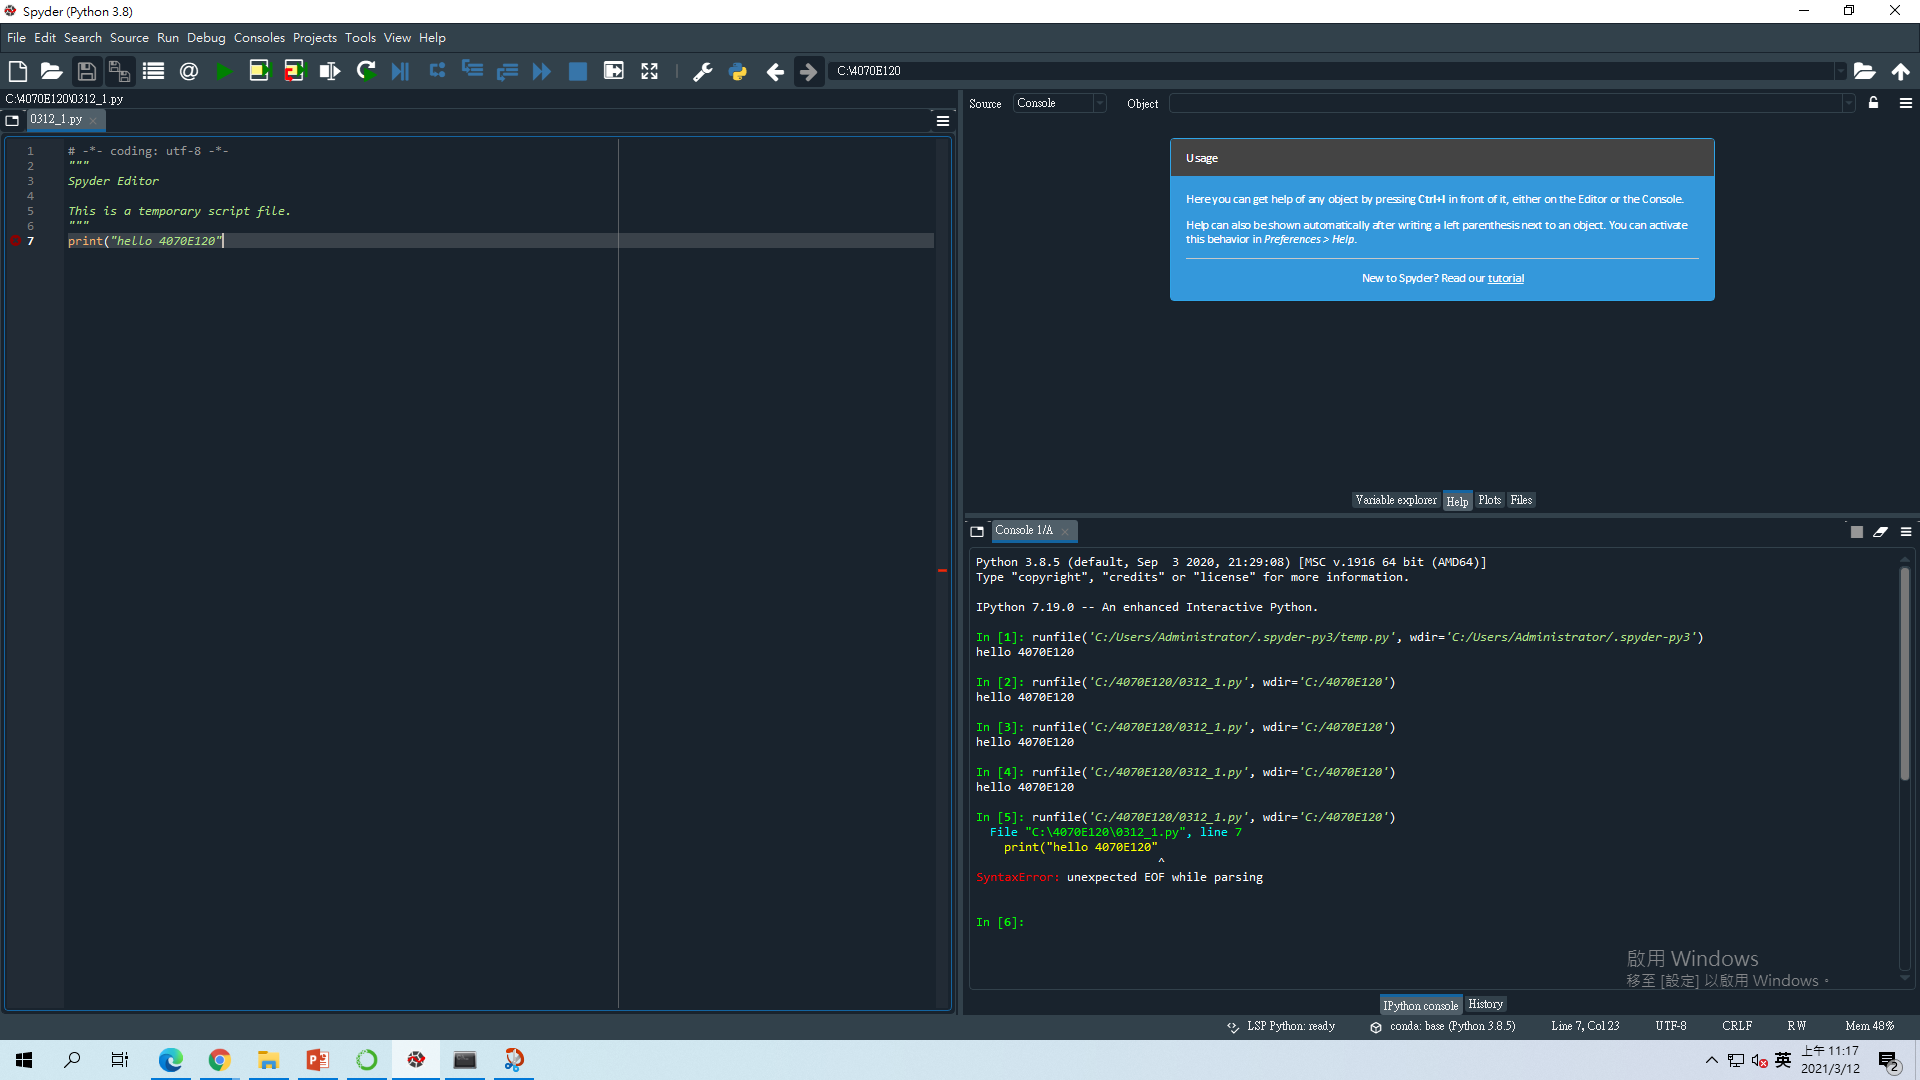 Spyder (Python 3.8)
File Edit Search Source Run Debug Consoles Projects Tools View Help
C:\4070E120
C:\4070E120\0312_1.py
0312_1.py
1 # -*- coding: utf-8 -*-
2 """
3 Spyder Editor
4
5 This is a temporary script file.
6 """
7 print("hello 4070E120"
Source Console Object
Usage
Here you can get help of any object by pressing Ctrl+I in front of it, either on the Editor or the Console.
Help can also be shown automatically after writing a left parenthesis next to an object. You can activate
this behavior in Preferences > Help.
New to Spyder? Read our tutorial
Variable explorer Help Plots Files
Console 1/A
Python 3.8.5 (default, Sep  3 2020, 21:29:08) [MSC v.1916 64 bit (AMD64)]
Type "copyright", "credits" or "license" for more information.
IPython 7.19.0 -- An enhanced Interactive Python.
In [1]: runfile('C:/Users/Administrator/.spyder-py3/temp.py', wdir='C:/Users/Administrator/.spyder-py3')
hello 4070E120
In [2]: runfile('C:/4070E120/0312_1.py', wdir='C:/4070E120')
hello 4070E120
In [3]: runfile('C:/4070E120/0312_1.py', wdir='C:/4070E120')
hello 4070E120
In [4]: runfile('C:/4070E120/0312_1.py', wdir='C:/4070E120')
hello 4070E120
In [5]: runfile('C:/4070E120/0312_1.py', wdir='C:/4070E120')
File "C:\4070E120\0312_1.py", line 7
print("hello 4070E120"
^
SyntaxError: unexpected EOF while parsing
In [6]:
啟用 Windows
移至 [設定] 以啟用 Windows。
IPython console History
LSP Python: ready conda: base (Python 3.8.5) Line 7, Col 23 UTF-8 CRLF RW Mem 48%
英 上午 11:17
2021/3/12
2